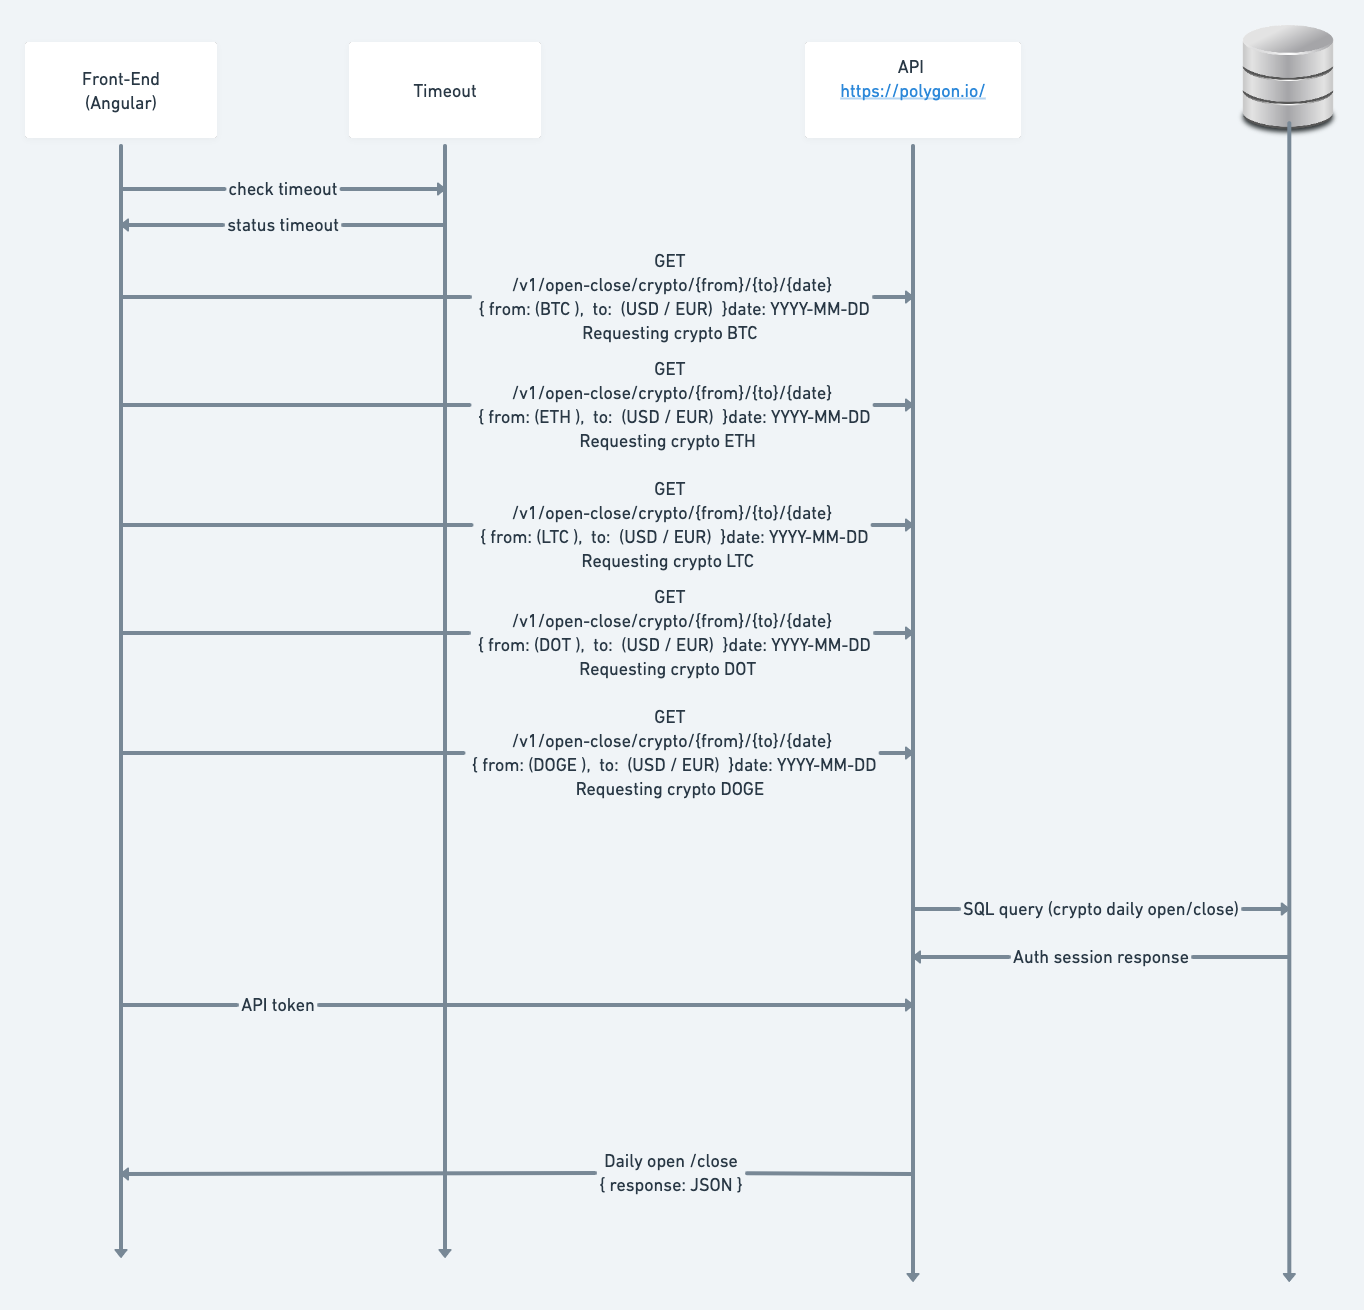 Front-End
(Angular)
Timeout
API
https://polygon.io/
check timeout
status timeout
GET
/v1/open-close/crypto/{from}/{to}/{date}
{ from: (BTC ),  to:  (USD / EUR)  }date: YYYY-MM-DD
Requesting crypto BTC
GET
/v1/open-close/crypto/{from}/{to}/{date}
{ from: (ETH ),  to:  (USD / EUR)  }date: YYYY-MM-DD
Requesting crypto ETH
GET
/v1/open-close/crypto/{from}/{to}/{date}
{ from: (LTC ),  to:  (USD / EUR)  }date: YYYY-MM-DD
Requesting crypto LTC
GET
/v1/open-close/crypto/{from}/{to}/{date}
{ from: (DOT ),  to:  (USD / EUR)  }date: YYYY-MM-DD
Requesting crypto DOT
GET
/v1/open-close/crypto/{from}/{to}/{date}
{ from: (DOGE ),  to:  (USD / EUR)  }date: YYYY-MM-DD
Requesting crypto DOGE
SQL query (crypto daily open/close)
Auth session response
API token
Daily open /close
{ response: JSON }